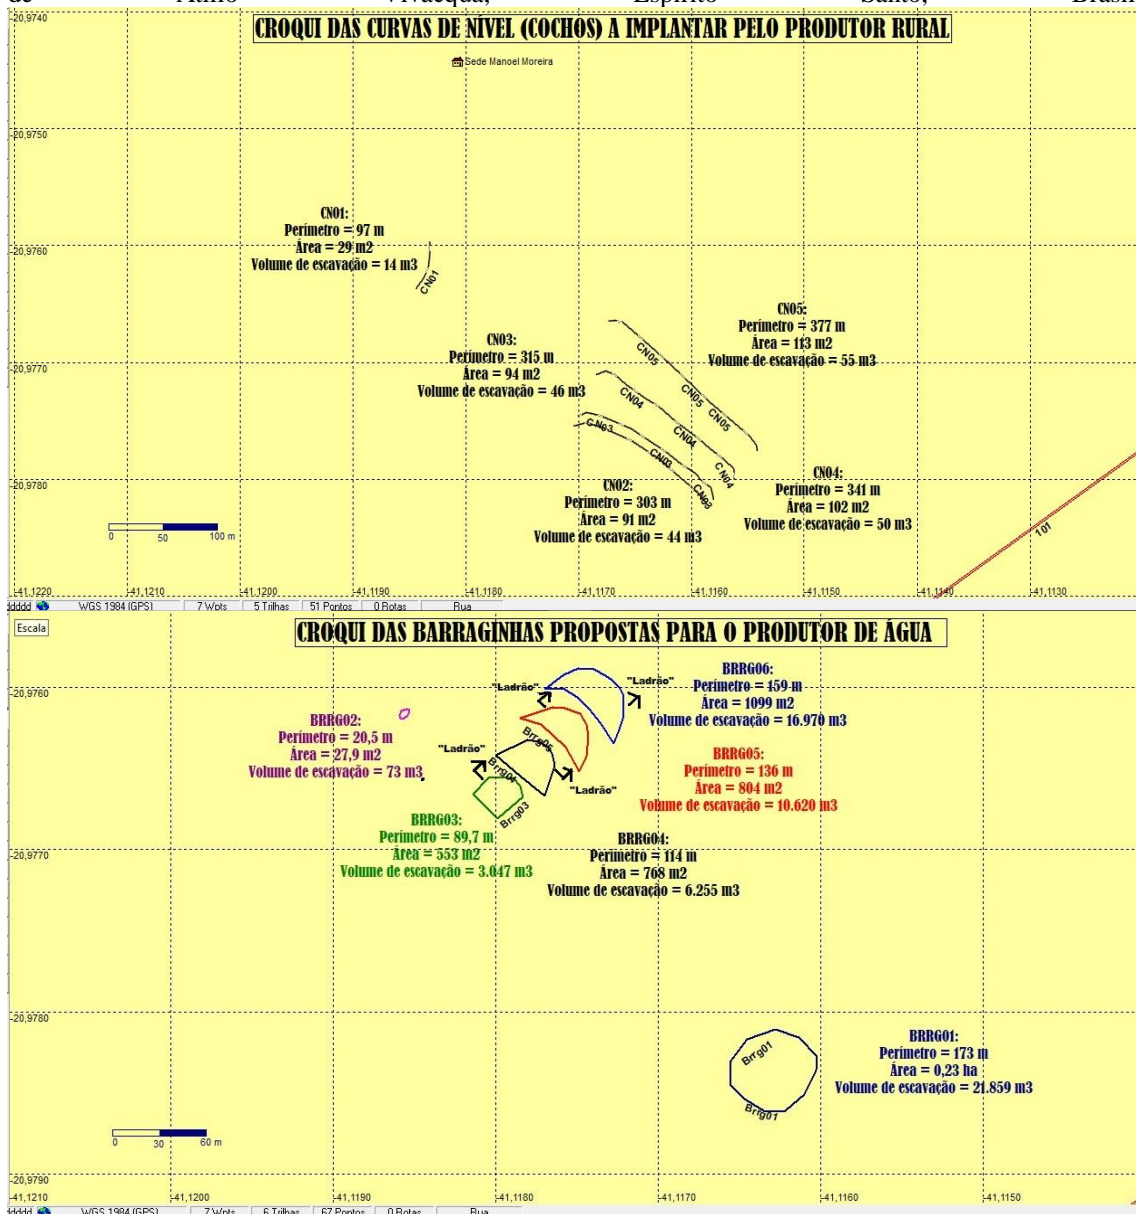 de Atílio Vivácqua, Espírito Santo, Brasil
-20,9740
CROQUI DAS CURVAS DE NÍVEL (COCHOS) A IMPLANTAR PELO PRODUTOR RURAL
Sede Manoel Moreira
-20,9750
CN01:
Perímetro = 97 m
Área = 29 m2
Volume de escavação = 14 m3
-20,9760
CN01
CN05:
Perímetro = 377 m
Área = 113 m2
Volume de escavação = 55 m3
CN03:
Perímetro = 315 m
Área = 94 m2
Volume de escavação = 46 m3
-20,9770
CN05
CN05
CN05
CN04
CN04
CN04
CN03
CN03
CN03
CN02:
Perímetro = 303 m
Área = 91 m2
Volume de escavação = 44 m3
CN04:
Perímetro = 341 m
Área = 102 m2
Volume de escavação = 50 m3
-20,9780
0 50 100 m
101
-41,1220 -41,1210 -41,1200 -41,1190 -41,1180 -41,1170 -41,1160 -41,1150 -41,1140 -41,1130
WGS 1984 (GPS) 7 Wpts 5 Trilhas 51 Pontos 0 Rotas Rua
Escala
CROQUI DAS BARRAGINHAS PROPOSTAS PARA O PRODUTOR DE ÁGUA
-20,9760
"Ladrão"
"Ladrão"
BRRG06:
Perímetro = 159 m
Área = 1099 m2
Volume de escavação = 16.970 m3
BRRG02:
Perímetro = 20,5 m
Área = 27,9 m2
Volume de escavação = 73 m3
"Ladrão"
Brrg05
Brrg04
Brrg03
"Ladrão"
BRRG05:
Perímetro = 136 m
Área = 804 m2
Volume de escavação = 10.620 m3
BRRG03:
Perímetro = 89,7 m
Área = 553 m2
Volume de escavação = 3.047 m3
BRRG04:
Perímetro = 114 m
Área = 768 m2
Volume de escavação = 6.255 m3
-20,9770
-20,9780
Brrg01
Brrg01
BRRG01:
Perímetro = 173 m
Área = 0,23 ha
Volume de escavação = 21.859 m3
0 30 60 m
-20,9790
-41,1210 -41,1200 -41,1190 -41,1180 -41,1170 -41,1160 -41,1150
WGS 1984 (GPS) 7 Wpts 6 Trilhas 67 Pontos 0 Rotas Rua